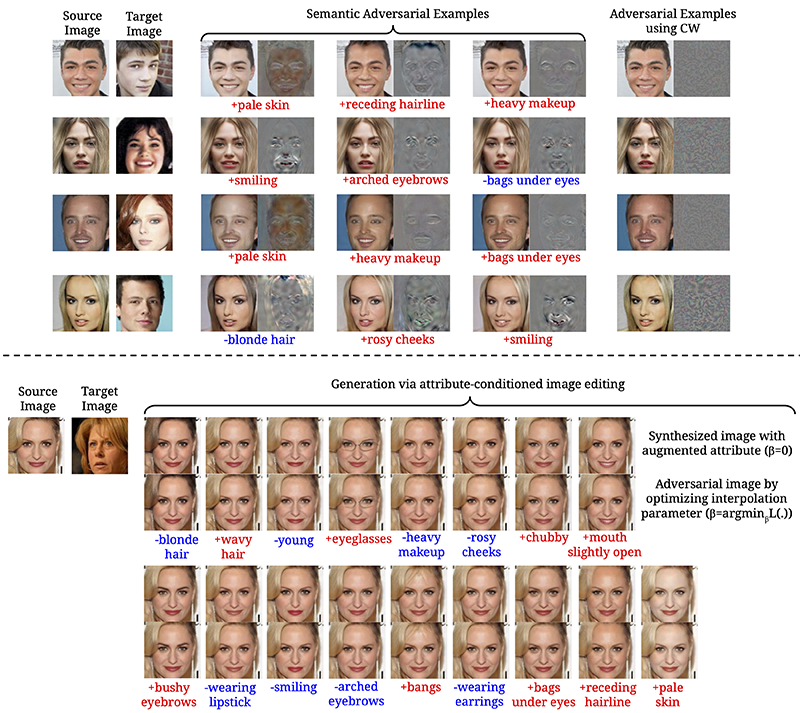 Source
Image
Target
Image
Semantic Adversarial Examples
Adversarial Examples
using CW
+pale skin
+receding hairline
+heavy makeup
+smiling
+arched eyebrows
-bags under eyes
+pale skin
+heavy makeup
+bags under eyes
-blonde hair
+rosy cheeks
+smiling
Generation via attribute-conditioned image editing
Source
Image
Target
Image
Synthesized image with
augmented attribute (β=0)
Adversarial image by
optimizing interpolation
parameter (β=argminᵦL(.))
-blonde
hair
+wavy
hair
-young
+eyeglasses
-heavy
makeup
-rosy
cheeks
+chubby
+mouth
slightly open
+bushy
eyebrows
-wearing
lipstick
-smiling
-arched
eyebrows
+bangs
-wearing
earrings
+bags
under eyes
+receding
hairline
+pale
skin